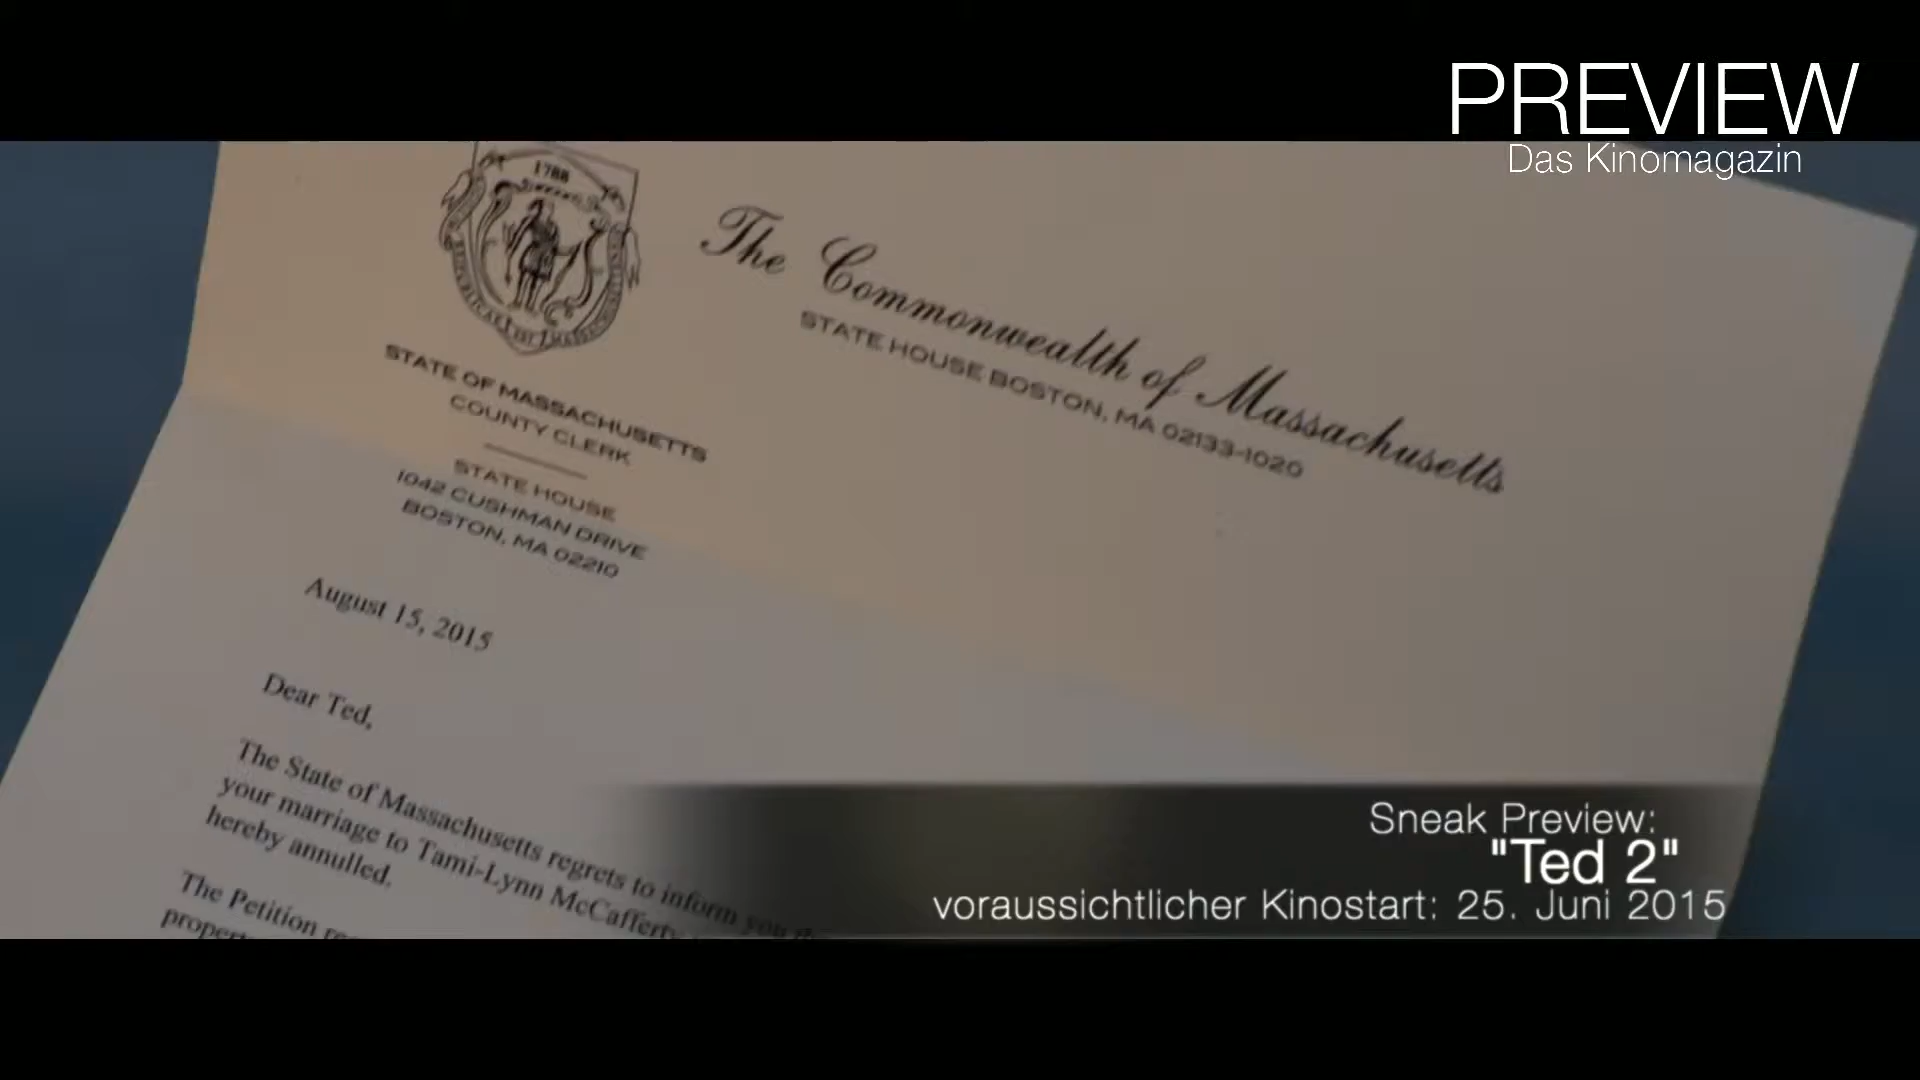 PREVIEW
Das Kinomagazin
1788
The Commonwealth of Massachusetts
STATE HOUSE BOSTON, MA 02133-1020
STATE OF MASSACHUSETTS
COUNTY CLERK
STATE HOUSE
1042 CUSHMAN DRIVE
BOSTON, MA 02210
August 15, 2015
Dear Ted,
The State of Massachusetts regrets to inform you
your marriage to Tami-Lynn McCafferty
hereby annulled.
The Petition
Sneak Preview:
"Ted 2"
voraussichtlicher Kinostart: 25. Juni 2015